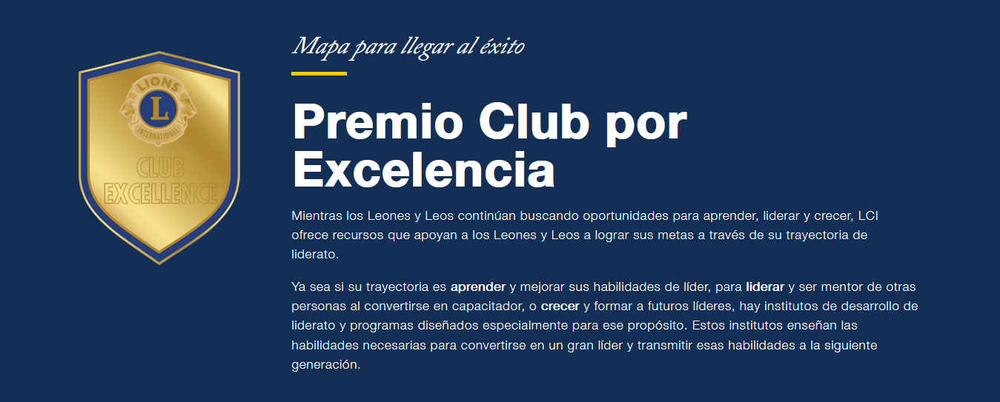 LIONS
L
INTERNATIONAL
CLUB
EXCELLENCE
Mapa para llegar al éxito
Premio Club por
Excelencia
Mientras los Leones y Leos continúan buscando oportunidades para aprender, liderar y crecer, LCI
ofrece recursos que apoyan a los Leones y Leos a lograr sus metas a través de su trayectoria de
liderato.
Ya sea si su trayectoria es aprender y mejorar sus habilidades de líder, para liderar y ser mentor de otras
personas al convertirse en capacitador, o crecer y formar a futuros líderes, hay institutos de desarrollo de
liderato y programas diseñados especialmente para ese propósito. Estos institutos enseñan las
habilidades necesarias para convertirse en un gran líder y transmitir esas habilidades a la siguiente
generación.